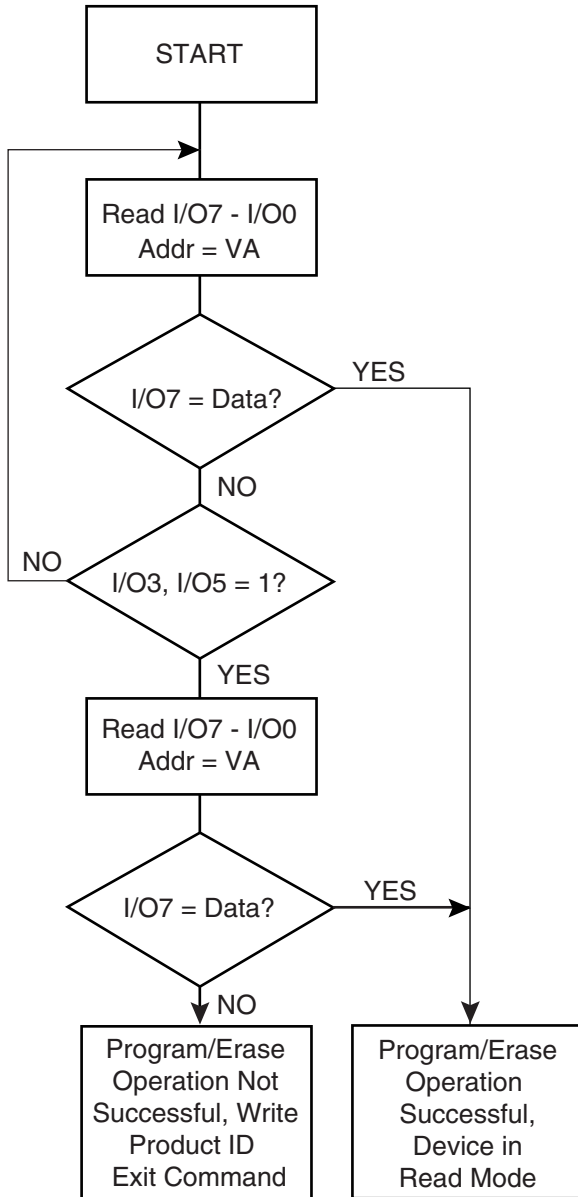 START
Read I/O7 - I/O0
Addr = VA
I/O7 = Data?
YES
NO
NO
I/O3, I/O5 = 1?
YES
Read I/O7 - I/O0
Addr = VA
I/O7 = Data?
YES
NO
Program/Erase
Operation Not
Successful, Write
Product ID
Exit Command
Program/Erase
Operation
Successful,
Device in
Read Mode